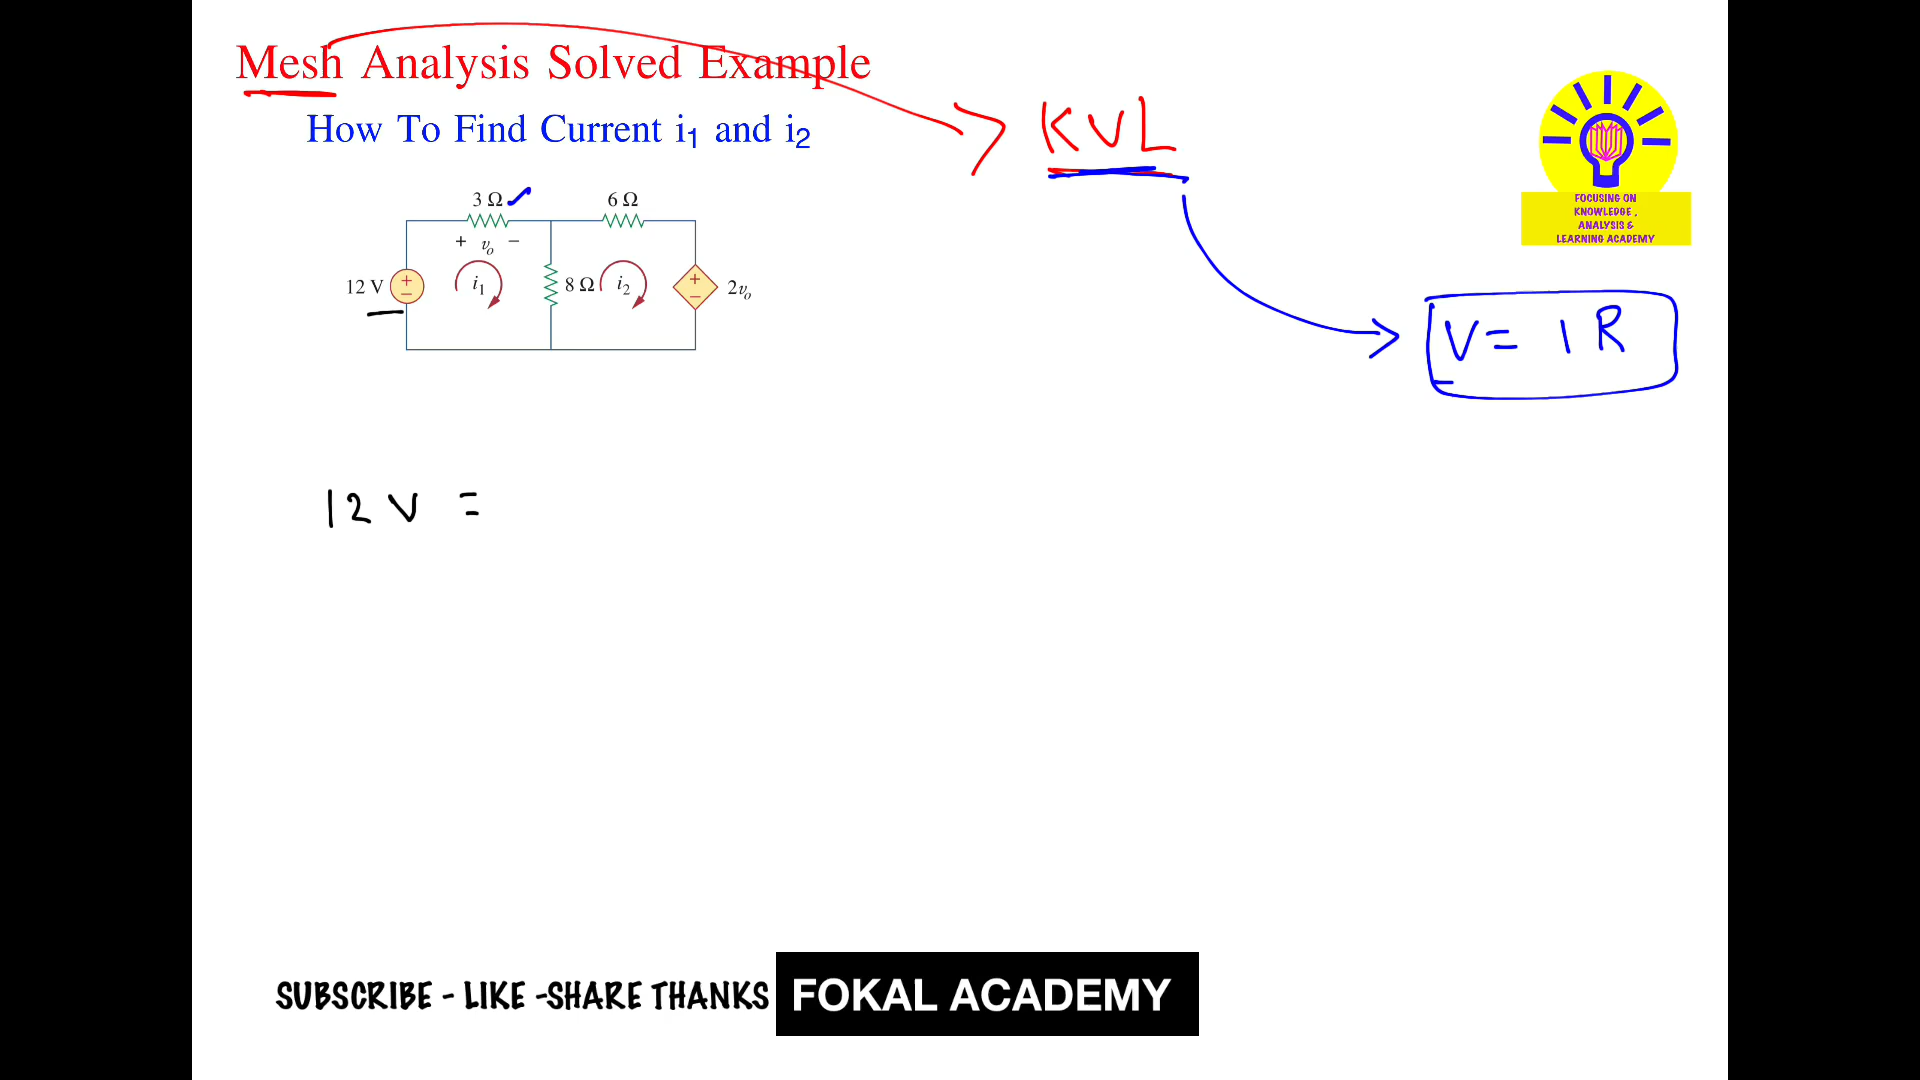 Mesh Analysis Solved Example
How To Find Current i₁ and i₂
KVL
FOCUSING ON
KNOWLEDGE ,
ANALYSIS &
LEARNING ACADEMY
3 Ω
6 Ω
+ vₒ −
12 V + −
i₁
8 Ω
i₂
+ −
2vₒ
V = I R
12 V =
SUBSCRIBE - LIKE -SHARE THANKS
FOKAL ACADEMY